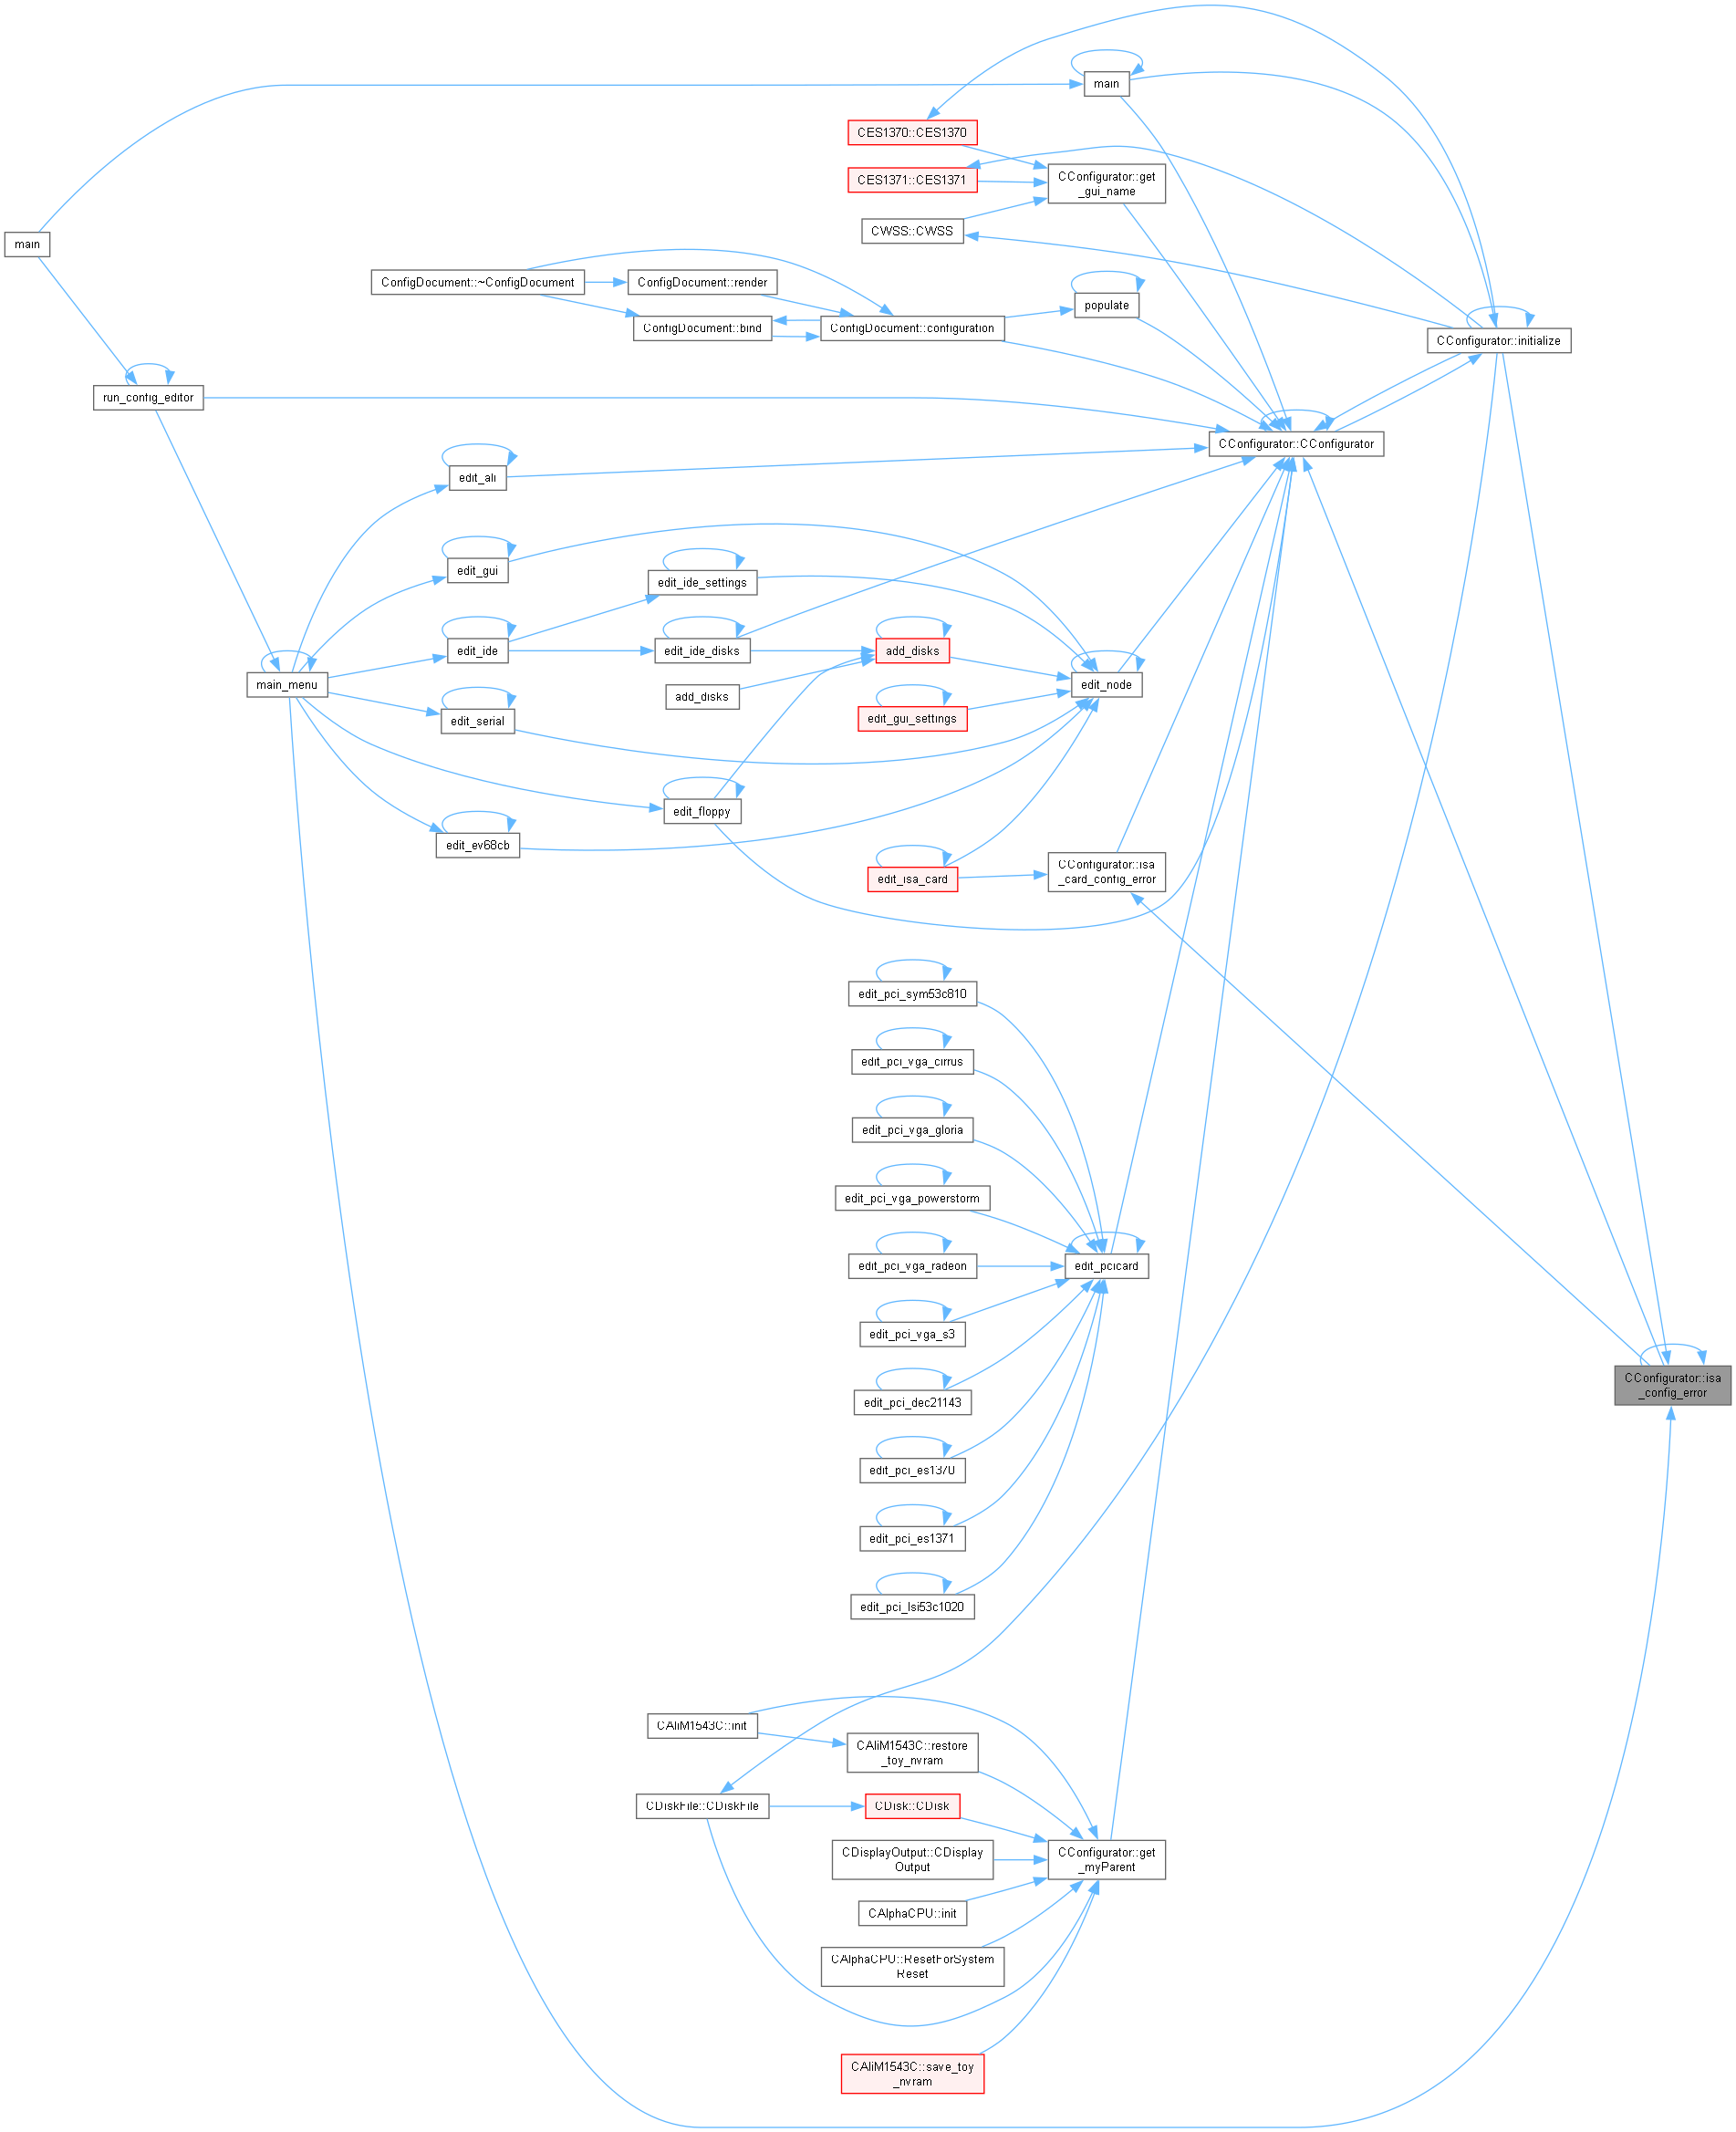 main
CES1370::CES1370
CES1371::CES1371
CConfigurator::get
_gui_name
CWSS::CWSS
main
ConfigDocument::~ConfigDocument
ConfigDocument::render
populate
ConfigDocument::bind
ConfigDocument::configuration
CConfigurator::initialize
run_config_editor
CConfigurator::CConfigurator
edit_ali
edit_gui
edit_ide_settings
edit_ide
edit_ide_disks
add_disks
main_menu
add_disks
edit_node
edit_serial
edit_gui_settings
edit_floppy
edit_ev68cb
CConfigurator::isa
_card_config_error
edit_isa_card
edit_pci_sym53c810
edit_pci_vga_cirrus
edit_pci_vga_gloria
edit_pci_vga_powerstorm
edit_pci_vga_radeon
edit_pcicard
edit_pci_vga_s3
CConfigurator::isa
_config_error
edit_pci_dec21143
edit_pci_es1370
edit_pci_es1371
edit_pci_lsi53c1020
CAliM1543C::init
CAliM1543C::restore
_toy_nvram
CDiskFile::CDiskFile
CDisk::CDisk
CDisplayOutput::CDisplay
Output
CConfigurator::get
_myParent
CAlphaCPU::init
CAlphaCPU::ResetForSystem
Reset
CAliM1543C::save_toy
_nvram